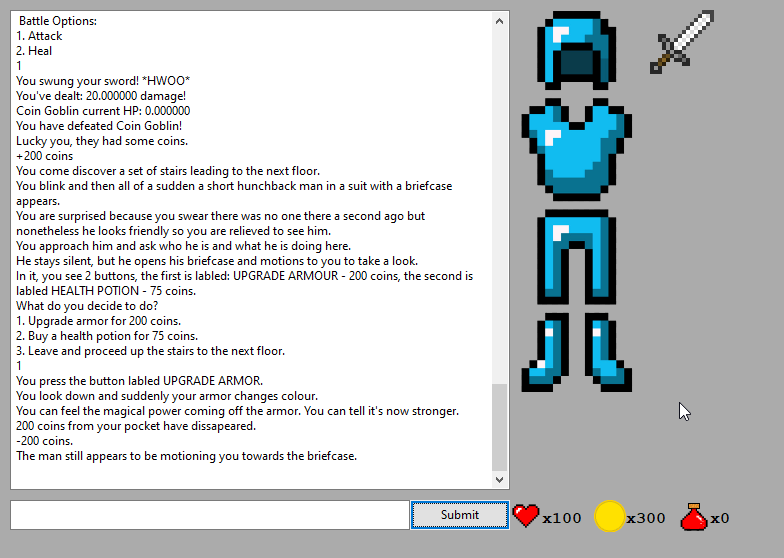 Battle Options:
1. Attack
2. Heal
1
You swung your sword! *HWOO*
You've dealt: 20.000000 damage!
Coin Goblin current HP: 0.000000
You have defeated Coin Goblin!
Lucky you, they had some coins.
+200 coins
You come discover a set of stairs leading to the next floor.
You blink and then all of a sudden a short hunchback man in a suit with a briefcase
appears.
You are surprised because you swear there was no one there a second ago but
nonetheless he looks friendly so you are relieved to see him.
You approach him and ask who he is and what he is doing here.
He stays silent, but he opens his briefcase and motions to you to take a look.
In it, you see 2 buttons, the first is labled: UPGRADE ARMOUR - 200 coins, the second is
labled HEALTH POTION - 75 coins.
What do you decide to do?
1. Upgrade armor for 200 coins.
2. Buy a health potion for 75 coins.
3. Leave and proceed up the stairs to the next floor.
1
You press the button labled UPGRADE ARMOR.
You look down and suddenly your armor changes colour.
You can feel the magical power coming off the armor. You can tell it's now stronger.
200 coins from your pocket have dissapeared.
-200 coins.
The man still appears to be motioning you towards the briefcase.
Submit
x100
x300
x0